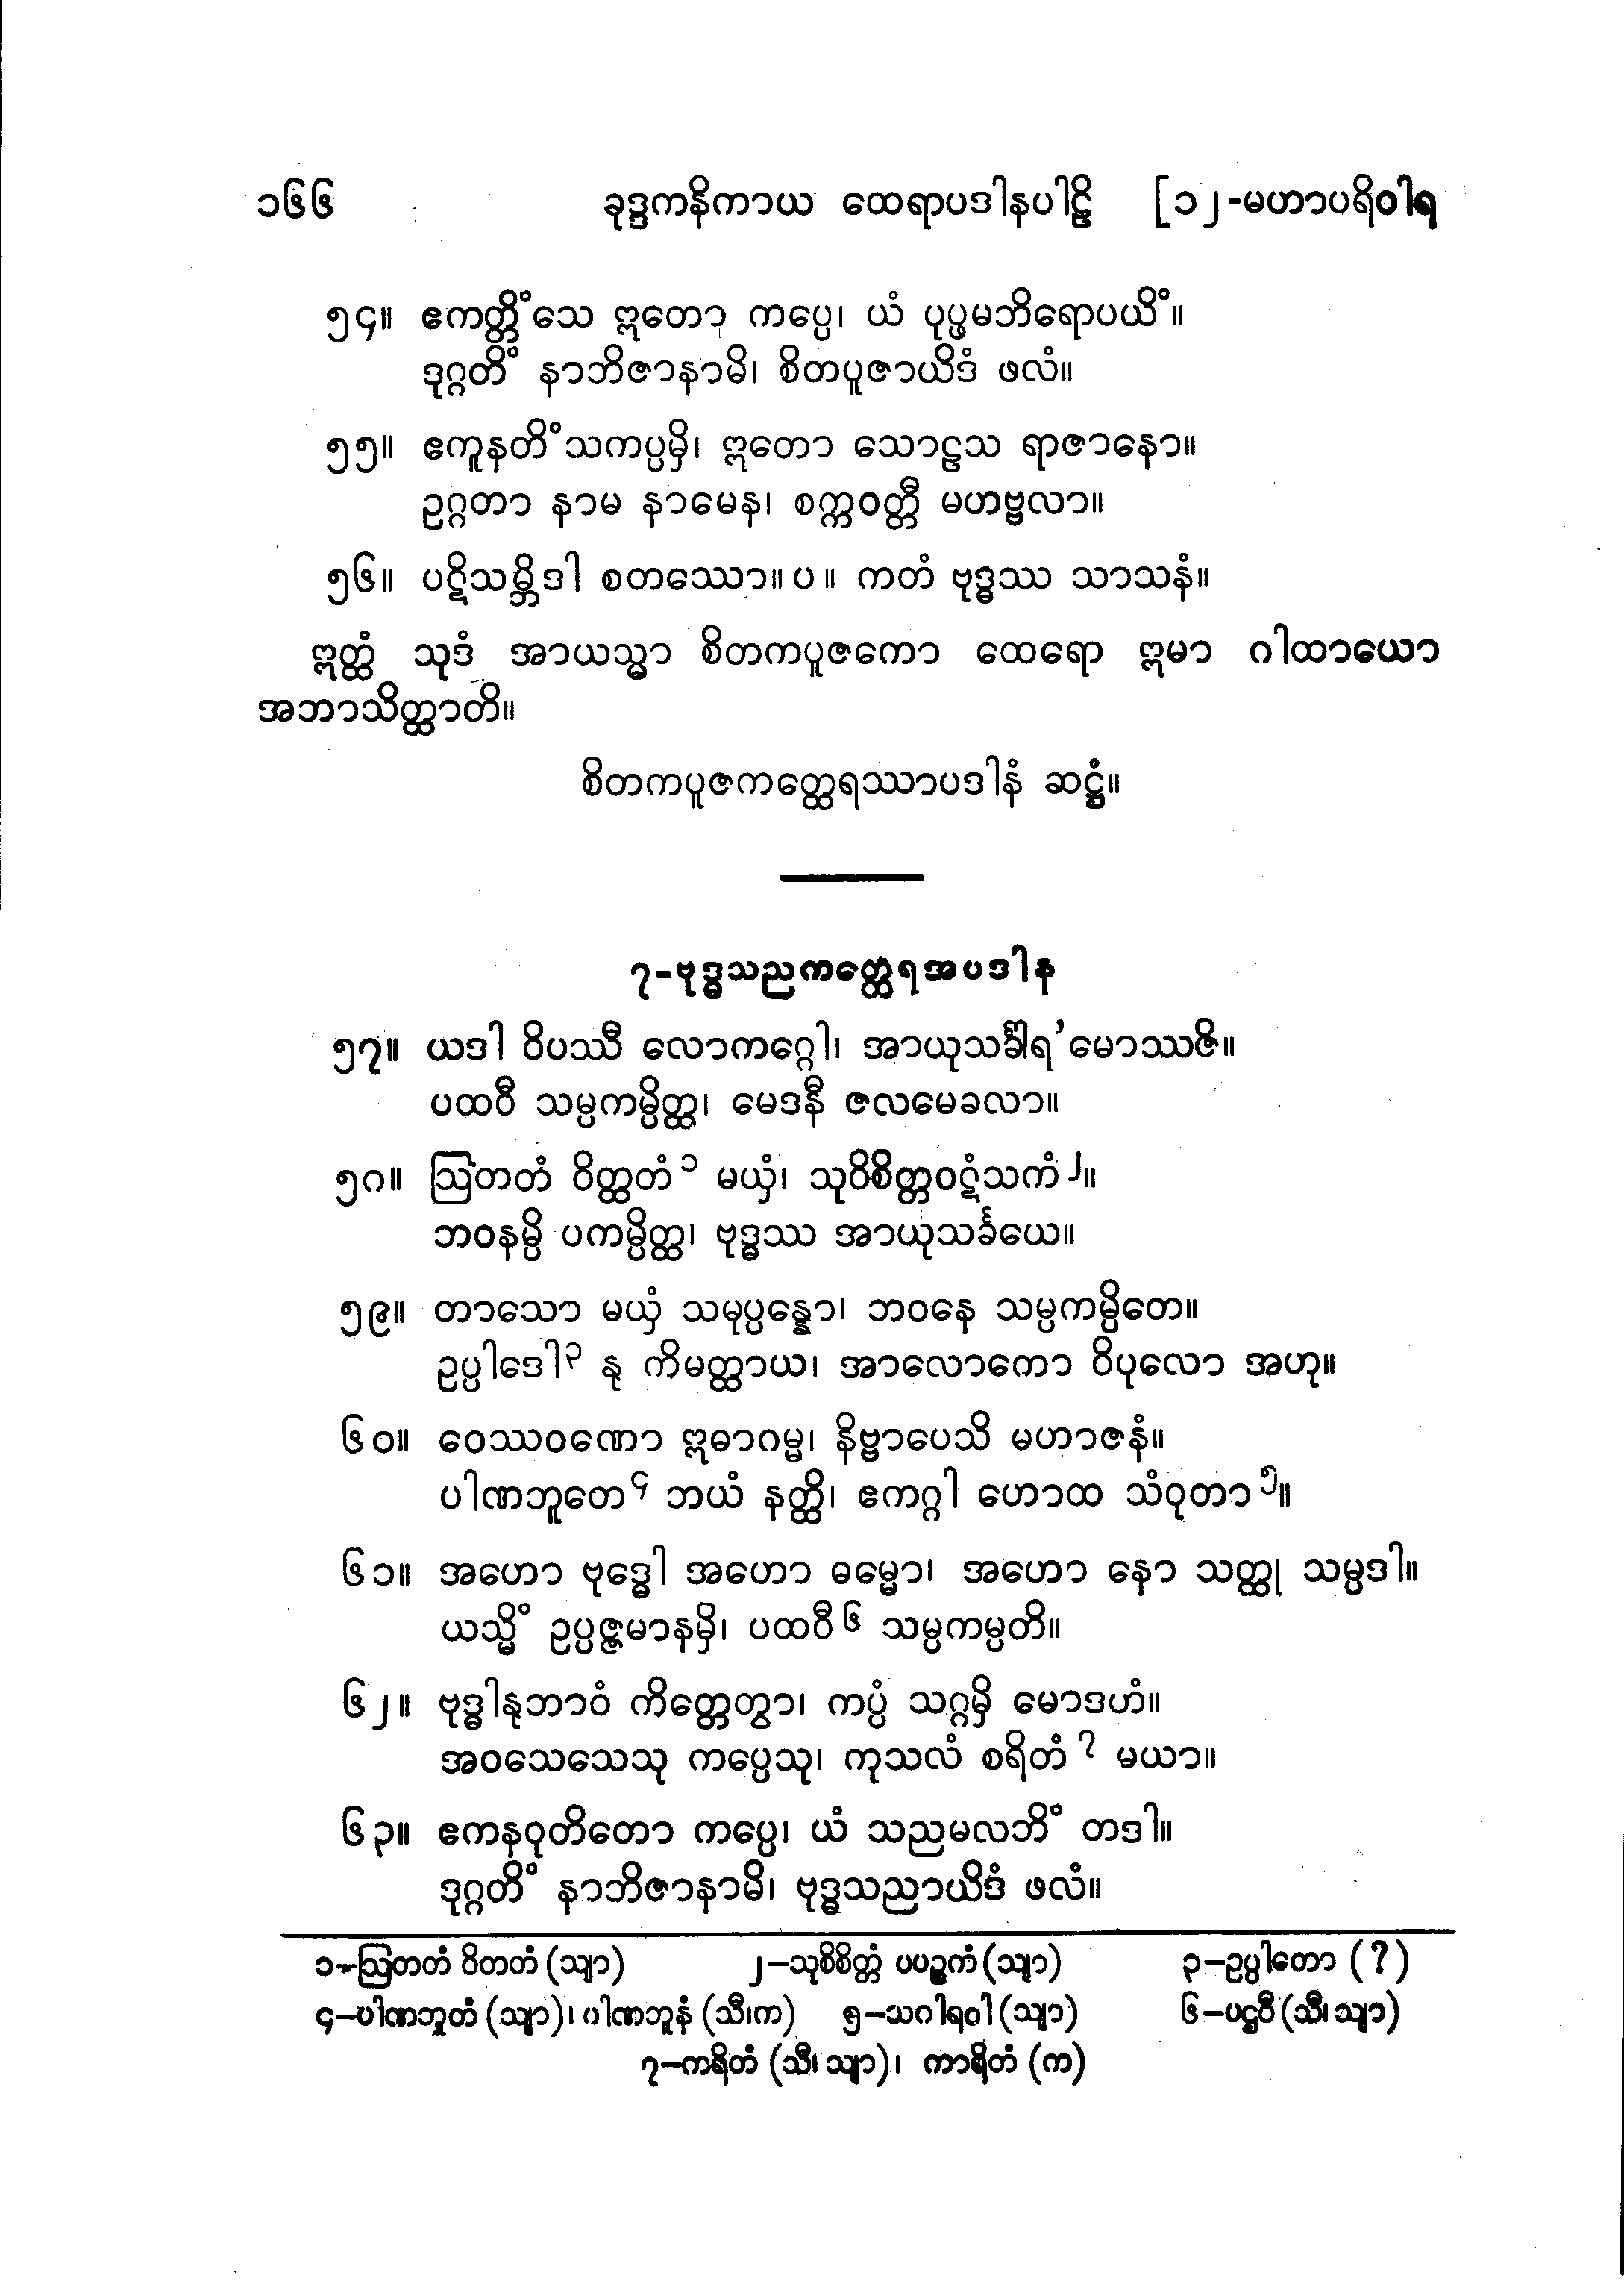 ၁၆၆ ခုဒ္ဒကနိကာယ ထေရာပဒါနပါဠိ [၁၂-မဟာပရိဝါရ
၅၄။ ဧကတ္တိံသေ ဣတော ကပ္ပေ၊ ယံ ပုပ္ဖမဘိရောပယိံ။
ဒုဂ္ဂတိံ နာဘိဇာနာမိ၊ စိတပူဇာယိဒံ ဖလံ။
၅၅။ ဧကူနတိံသကပ္ပမှိ၊ ဣတော သောဠသ ရာဇာနော။
ဥဂ္ဂတာ နာမ နာမေန၊ စက္ကဝတ္တီ မဟဗ္ဗလာ။
၅၆။ ပဋိသမ္ဘိဒါ စတဿော။ပ။ ကတံ ဗုဒ္ဓဿ သာသနံ။
ဣတ္ထံ သုဒံ အာယသ္မာ စိတကပူဇကော ထေရော ဣမာ ဂါထာယော
အဘာသိတ္ထာတိ။
စိတကပူဇကတ္ထေရဿာပဒါနံ ဆဋ္ဌံ။
၇-ဗုဒ္ဓသညကတ္ထေရအပဒါန
၅၇။ ယဒါ ဝိပဿီ လောကဂ္ဂေါ၊ အာယုသင်္ခါရ’မောဿဇိ။
ပထဝီ သမ္ပကမ္ပိတ္ထ၊ မေဒနီ ဇလမေခလာ။
၅၈။ ဩတတံ ဝိတ္ထတံ၁ မယှံ၊ သုဝိစိတ္တဝဋံသကံ၂။
ဘဝနမ္ပိ ပကမ္ပိတ္ထ၊ ဗုဒ္ဓဿ အာယုသင်္ခယေ။
၅၉။ တာသော မယှံ သမုပ္ပန္နော၊ ဘဝနေ သမ္ပကမ္ပိတေ။
ဥပ္ပါဒေါ၃ နု ကိမတ္ထာယ၊ အာလောကော ဝိပုလော အဟု။
၆၀။ ဝေဿဝဏော ဣဓာဂမ္မ၊ နိဗ္ဗာပေသိ မဟာဇနံ။
ပါဏဘူတေ၄ ဘယံ နတ္ထိ၊ ဧကဂ္ဂါ ဟောထ သံဝုတာ၅။
၆၁။ အဟော ဗုဒ္ဓေါ အဟော ဓမ္မော၊ အဟော နော သတ္ထု သမ္ပဒါ။
ယသ္မိံ ဥပ္ပဇ္ဇမာနမှိ၊ ပထဝီ၆ သမ္ပကမ္ပတိ။
၆၂။ ဗုဒ္ဓါနုဘာဝံ ကိတ္တေတွာ၊ ကပ္ပံ သဂ္ဂမှိ မောဒဟံ။
အဝသေသေသု ကပ္ပေသု၊ ကုသလံ စရိတံ၇ မယာ။
၆၃။ ဧကနဝုတိတော ကပ္ပေ၊ ယံ သညမလဘိံ တဒါ။
ဒုဂ္ဂတိံ နာဘိဇာနာမိ၊ ဗုဒ္ဓသညာယိဒံ ဖလံ။
၁-ဩတတံ ဝိတတံ (သျာ) ၂-သုစိစိတ္တံ ပပဉ္စကံ (သျာ) ၃-ဥပ္ပါတော (?)
၄-ပါဏဘူတံ (သျာ)၊ ပါဏဘူနံ (သီ၊က) ၅-သဂါရဝါ (သျာ) ၆-ပဌဝီ (သီ၊ သျာ)
၇-ကရိတံ (သီ၊ သျာ)၊ ကာရိတံ (က)